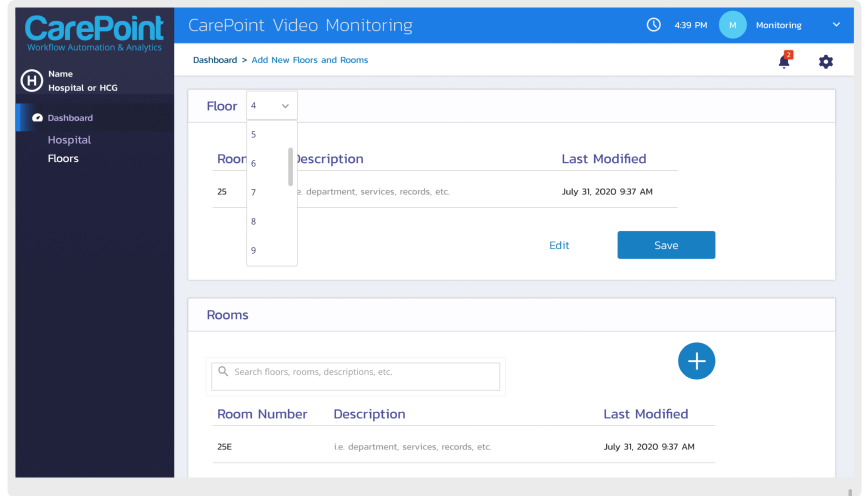 CarePoint
Workflow Automation & Analytics
CarePoint Video Monitoring
4:39 PM
M
Monitoring
Dashboard > Add New Floors and Rooms
2
H
Name
Hospital or HCG
Dashboard
Hospital
Floors
Floor
4
5
6
7
8
9
Description
Last Modified
25
e. department, services, records, etc.
July 31, 2020 9:37 AM
Edit
Save
Rooms
Search floors, rooms, descriptions, etc.
Room Number
Description
Last Modified
25E
i.e. department, services, records, etc.
July 31, 2020 9:37 AM